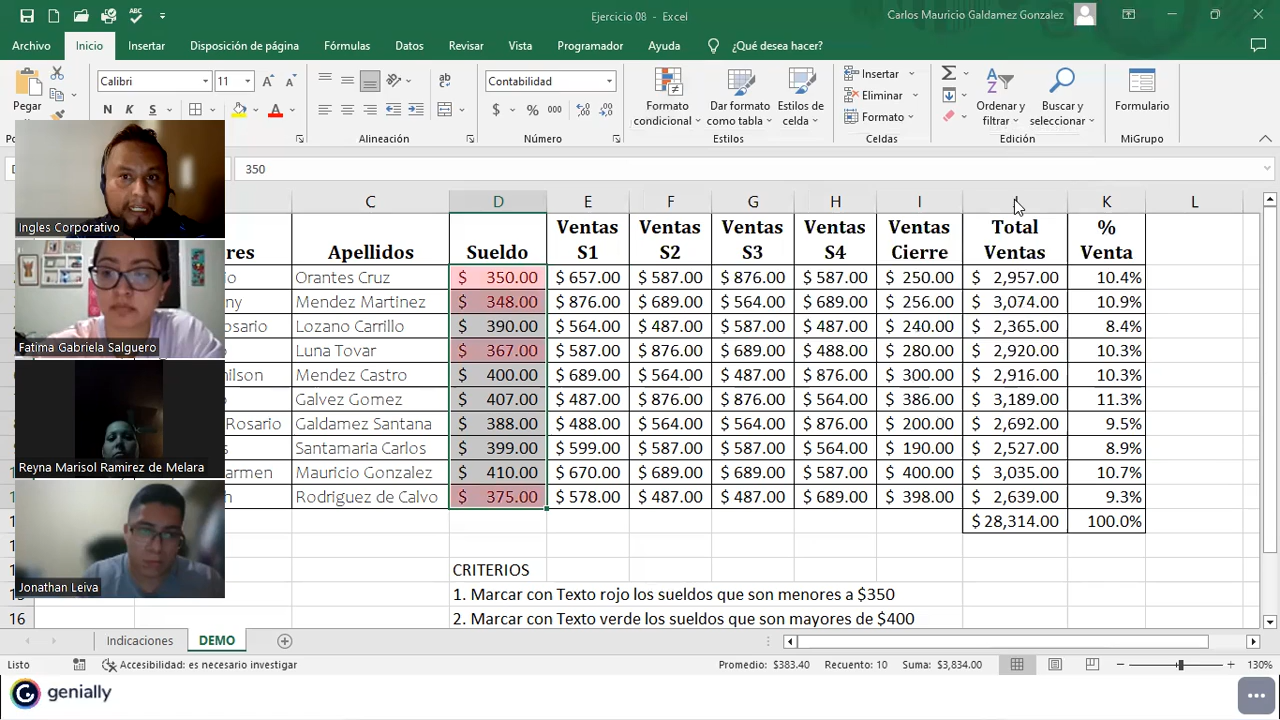 Ejercicio 08 - Excel
Carlos Mauricio Galdamez Gonzalez
Archivo Inicio Insertar Disposición de página Fórmulas Datos Revisar Vista Programador Ayuda ¿Qué desea hacer?
Pegar
Calibri 11
N K S
Contabilidad
$ % 000
Formato condicional
Dar formato como tabla
Estilos de celda
Insertar
Eliminar
Formato
Ordenar y filtrar
Buscar y seleccionar
Formulario
Alineación Número Estilos Celdas Edición MiGrupo
350
C D E F G H I K L
Apellidos Sueldo Ventas S1 Ventas S2 Ventas S3 Ventas S4 Ventas Cierre Total Ventas % Venta
Orantes Cruz $ 350.00 $ 657.00 $ 587.00 $ 876.00 $ 587.00 $ 250.00 $ 2,957.00 10.4%
Mendez Martinez $ 348.00 $ 876.00 $ 689.00 $ 564.00 $ 689.00 $ 256.00 $ 3,074.00 10.9%
Lozano Carrillo $ 390.00 $ 564.00 $ 487.00 $ 587.00 $ 487.00 $ 240.00 $ 2,365.00 8.4%
Luna Tovar $ 367.00 $ 587.00 $ 876.00 $ 689.00 $ 488.00 $ 280.00 $ 2,920.00 10.3%
Mendez Castro $ 400.00 $ 689.00 $ 564.00 $ 487.00 $ 876.00 $ 300.00 $ 2,916.00 10.3%
Galvez Gomez $ 407.00 $ 487.00 $ 876.00 $ 876.00 $ 564.00 $ 386.00 $ 3,189.00 11.3%
Rosario Galdamez Santana $ 388.00 $ 488.00 $ 564.00 $ 564.00 $ 876.00 $ 200.00 $ 2,692.00 9.5%
Santamaria Carlos $ 399.00 $ 599.00 $ 587.00 $ 587.00 $ 564.00 $ 190.00 $ 2,527.00 8.9%
Mauricio Gonzalez $ 410.00 $ 670.00 $ 689.00 $ 689.00 $ 587.00 $ 400.00 $ 3,035.00 10.7%
Rodriguez de Calvo $ 375.00 $ 578.00 $ 487.00 $ 487.00 $ 689.00 $ 398.00 $ 2,639.00 9.3%
$ 28,314.00 100.0%
CRITERIOS
1. Marcar con Texto rojo los sueldos que son menores a $350
16 2. Marcar con Texto verde los sueldos que son mayores de $400
Ingles Corporativo
Fatima Gabriela Salguero
Reyna Marisol Ramirez de Melara
Jonathan Leiva
Indicaciones DEMO
Listo Accesibilidad: es necesario investigar Promedio: $383.40 Recuento: 10 Suma: $3,834.00 130%
genially